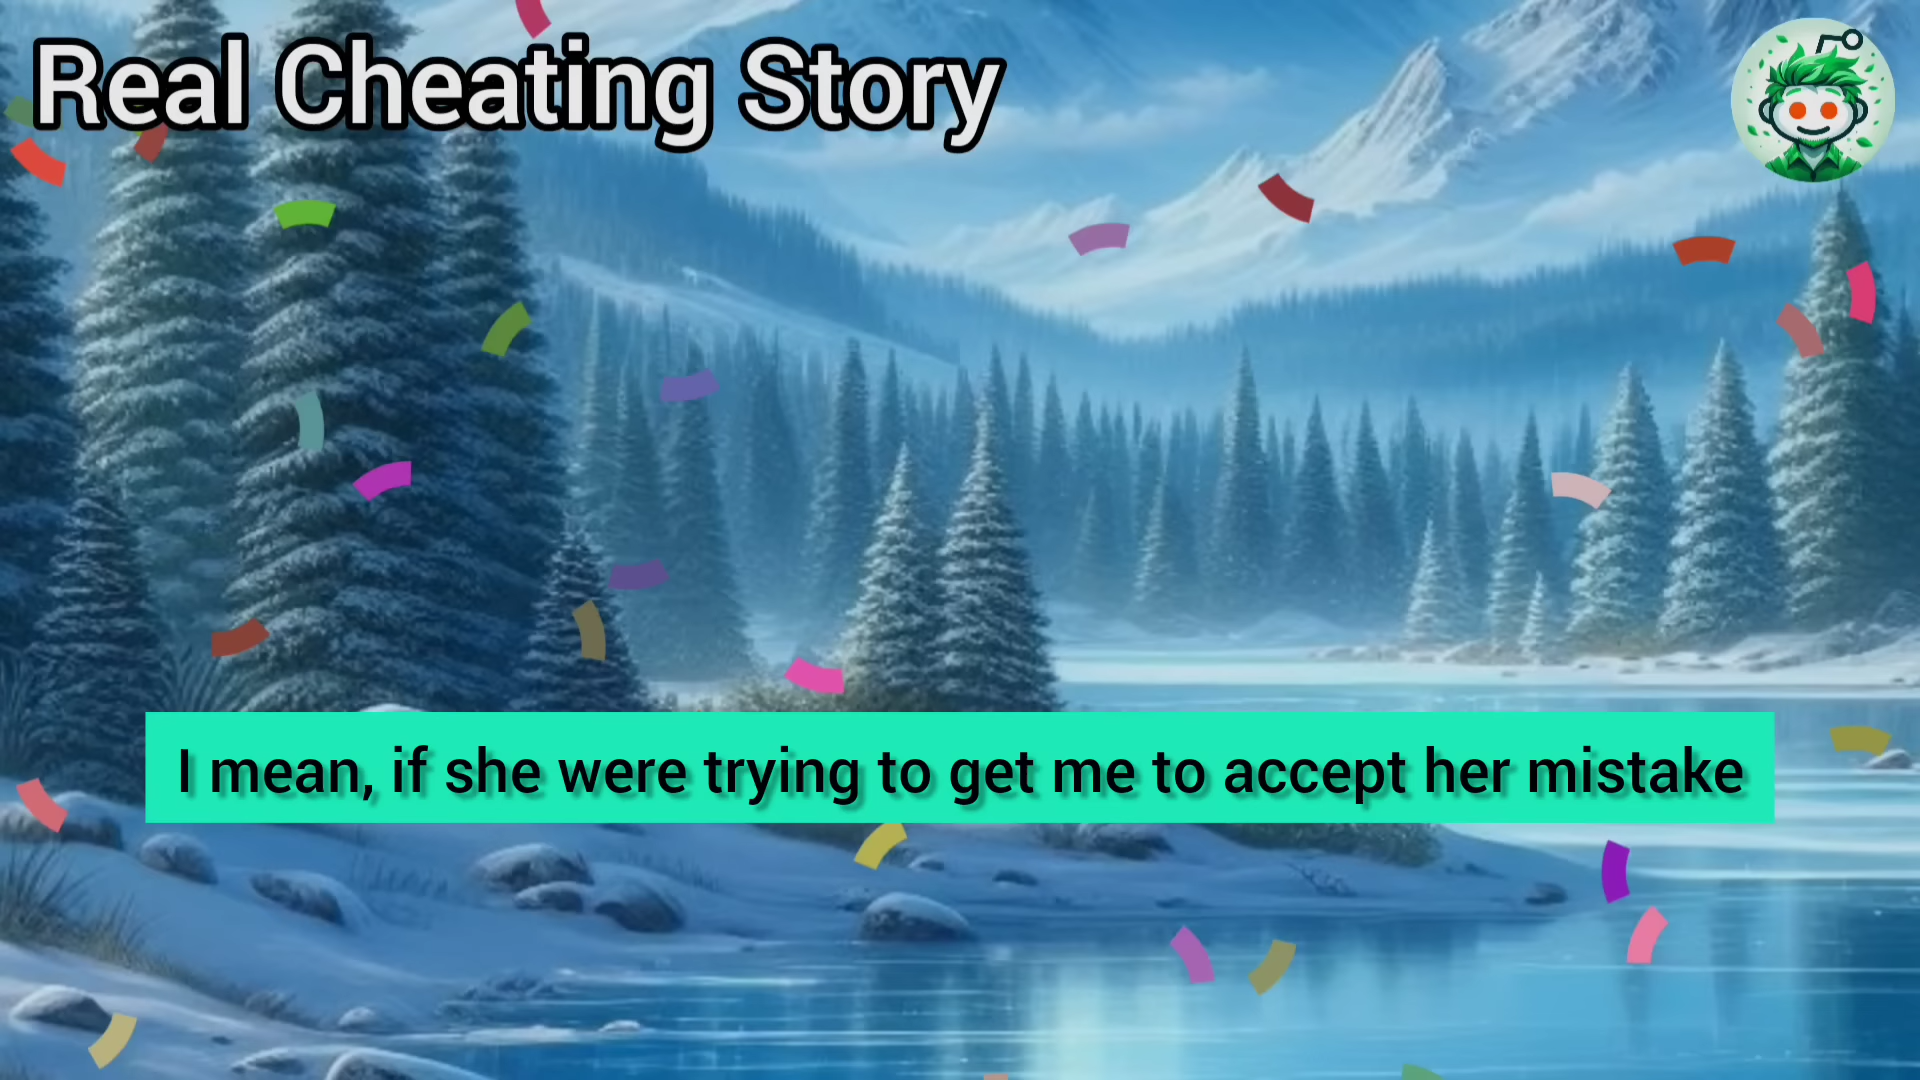 Real Cheating Story
I mean, if she were trying to get me to accept her mistake